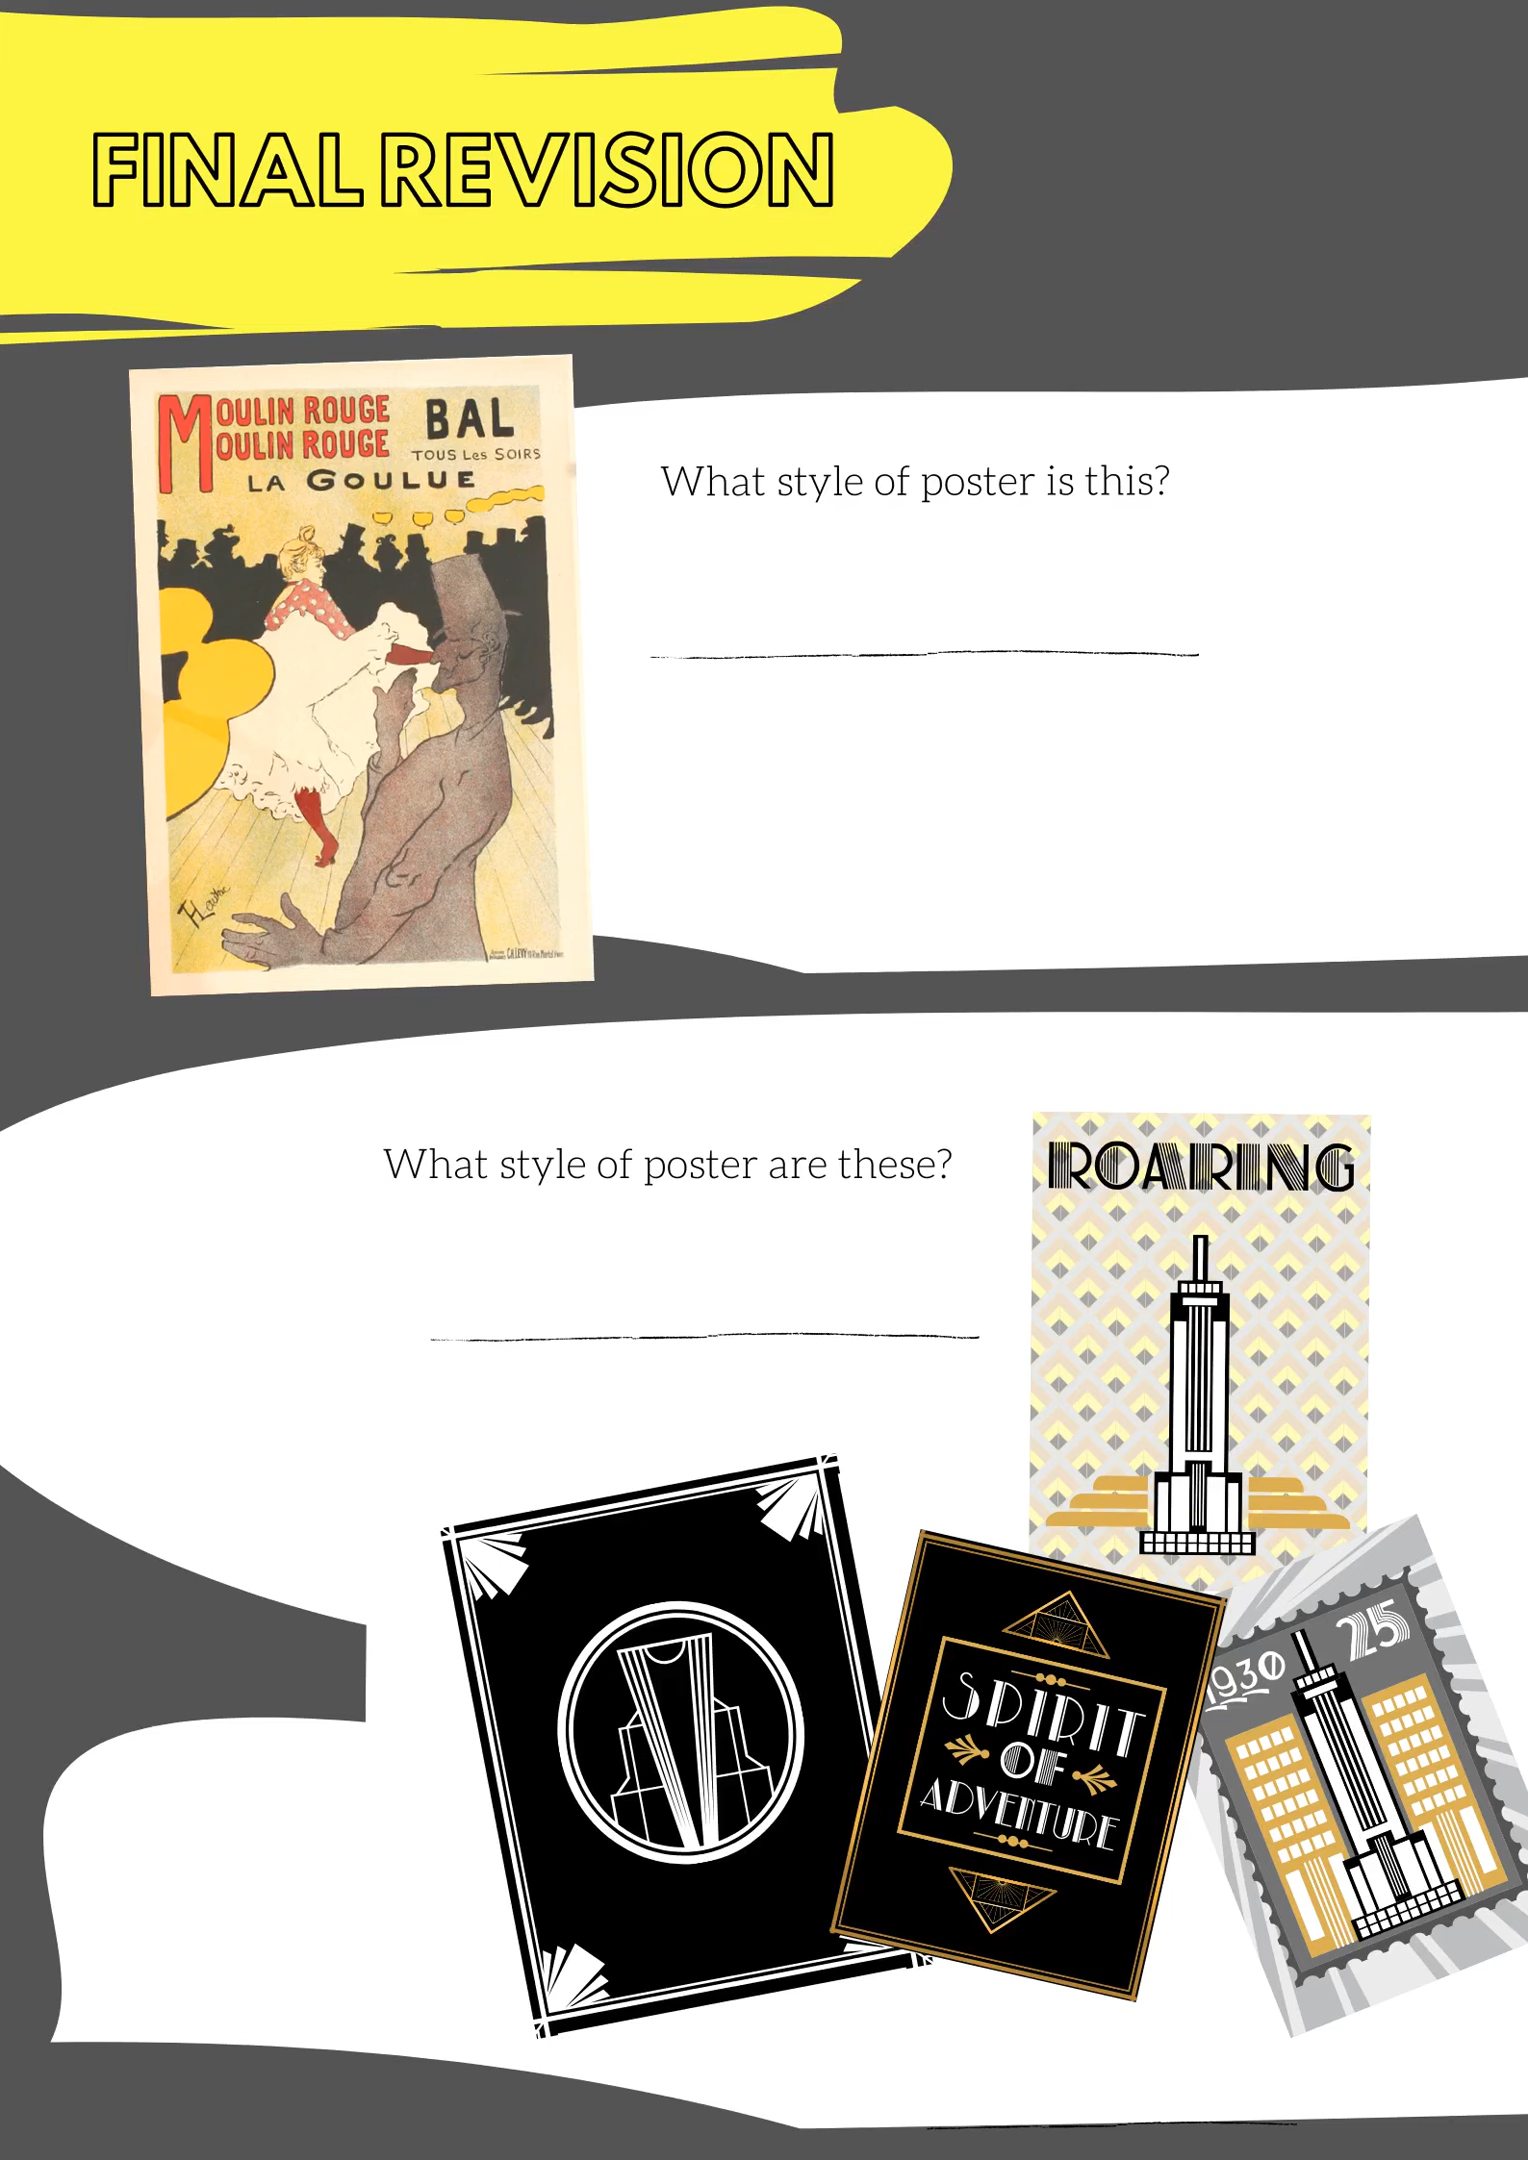 FINAL REVISION
MOULIN ROUGE
MOULIN ROUGE
BAL
TOUS Les SOIRS
LA GOULUE
What style of poster is this?
What style of poster are these?
ROARING
SPIRIT
OF
ADVENTURE
1930
25